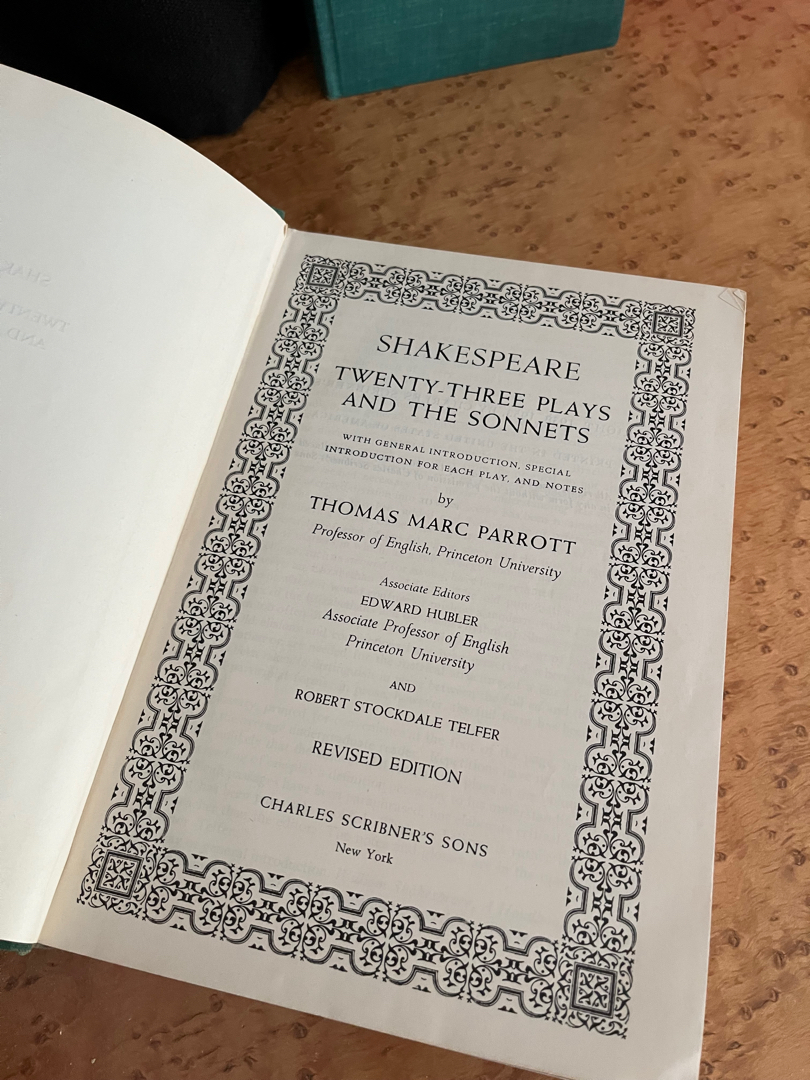 SHAKESPEARE
TWENTY-THREE PLAYS
AND THE SONNETS
WITH GENERAL INTRODUCTION, SPECIAL
INTRODUCTION FOR EACH PLAY, AND NOTES
by
THOMAS MARC PARROTT
Professor of English, Princeton University
Associate Editors
EDWARD HUBLER
Associate Professor of English
Princeton University
AND
ROBERT STOCKDALE TELFER
REVISED EDITION
CHARLES SCRIBNER'S SONS
New York